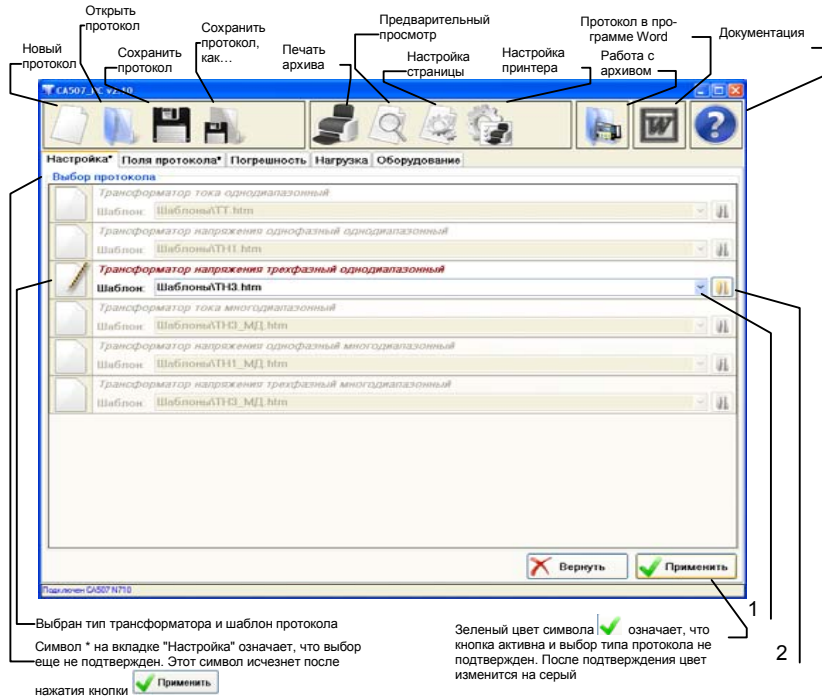 Открыть
протокол
Новый
протокол
Сохранить
протокол
Сохранить
протокол,
как...
Печать
архива
Предварительный
просмотр
Настройка
страницы
Настройка
принтера
Протокол в про-
грамме Word
Работа с
архивом
Документация
CA507_PC v2.10
Настройка* Поля протокола* Погрешность Нагрузка Оборудование
Выбор протокола
Трансформатор тока однодиапазонный
Шаблон: Шаблоны\ТТ.htm
Трансформатор напряжения однофазный однодиапазонный
Шаблон: Шаблоны\ТН1.htm
Трансформатор напряжения трехфазный однодиапазонный
Шаблон: Шаблоны\ТН3.htm
Трансформатор тока многодиапазонный
Шаблон: Шаблоны\ТН3_МД.htm
Трансформатор напряжения однофазный многодиапазонный
Шаблон: Шаблоны\ТН1_МД.htm
Трансформатор напряжения трехфазный многодиапазонный
Шаблон: Шаблоны\ТН3_МД.htm
Вернуть Применить
Подключен CA507 N710
1
2
Выбран тип трансформатора и шаблон протокола
Символ * на вкладке "Настройка" означает, что выбор
еще не подтвержден. Этот символ исчезнет после
нажатия кнопки Применить
Зеленый цвет символа означает, что
кнопка активна и выбор типа протокола не
подтвержден. После подтверждения цвет
изменится на серый